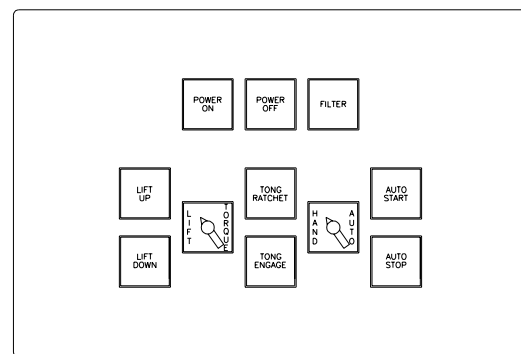 POWER
ON
POWER
OFF
FILTER
LIFT
UP
TONG
RATCHET
AUTO
START
LIFT
TORQUE
HAND
AUTO
LIFT
DOWN
TONG
ENGAGE
AUTO
STOP